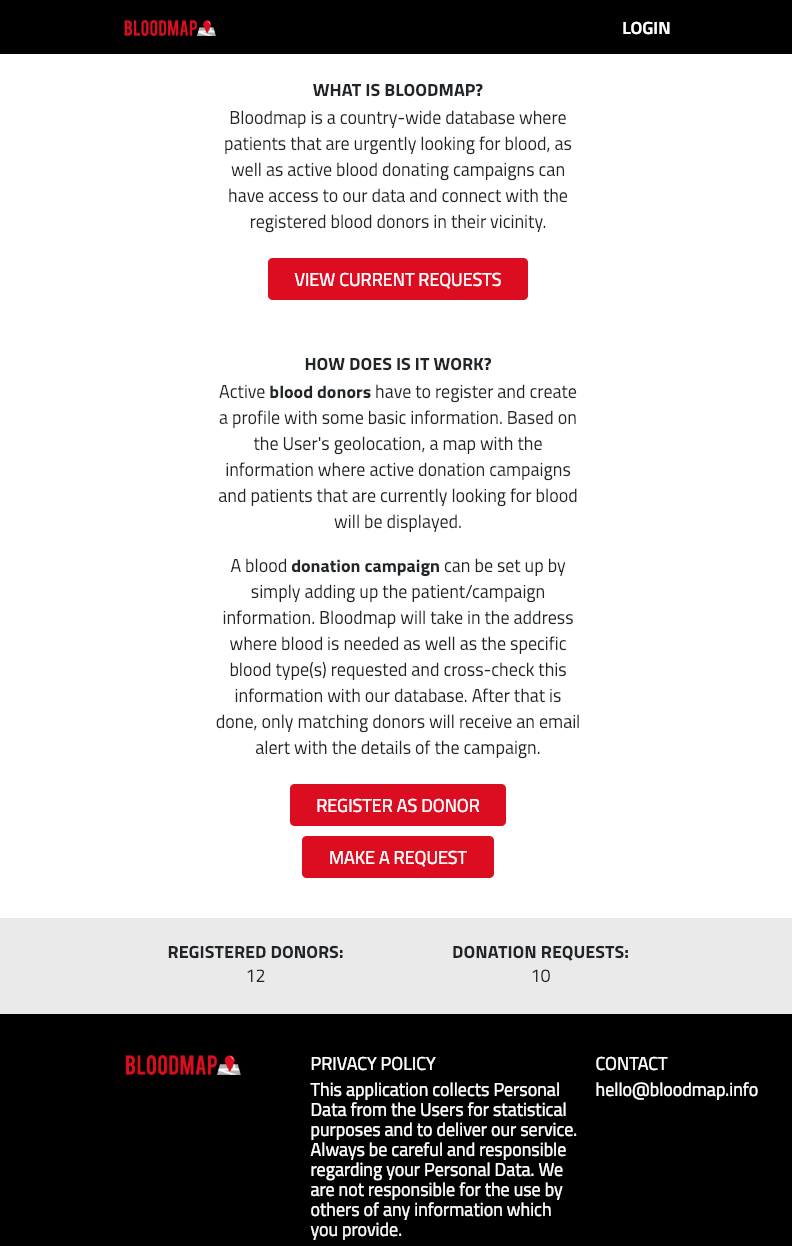 BLOODMAP
LOGIN
WHAT IS BLOODMAP?
Bloodmap is a country-wide database where
patients that are urgently looking for blood, as
well as active blood donating campaigns can
have access to our data and connect with the
registered blood donors in their vicinity.
VIEW CURRENT REQUESTS
HOW DOES IS IT WORK?
Active blood donors have to register and create
a profile with some basic information. Based on
the User's geolocation, a map with the
information where active donation campaigns
and patients that are currently looking for blood
will be displayed.
A blood donation campaign can be set up by
simply adding up the patient/campaign
information. Bloodmap will take in the address
where blood is needed as well as the specific
blood type(s) requested and cross-check this
information with our database. After that is
done, only matching donors will receive an email
alert with the details of the campaign.
REGISTER AS DONOR
MAKE A REQUEST
REGISTERED DONORS:
12
DONATION REQUESTS:
10
BLOODMAP
PRIVACY POLICY
This application collects Personal
Data from the Users for statistical
purposes and to deliver our service.
Always be careful and responsible
regarding your Personal Data. We
are not responsible for the use by
others of any information which
you provide.
CONTACT
hello@bloodmap.info